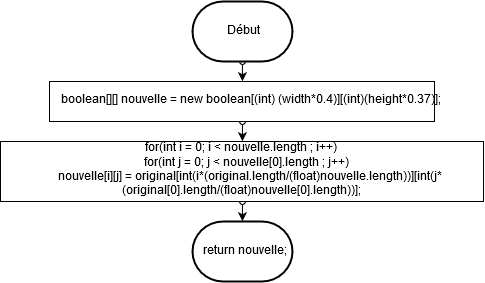 Début
boolean[][] nouvelle = new boolean[(int) (width*0.4)][(int)(height*0.37)];
for(int i = 0; i < nouvelle.length ; i++)
for(int j = 0; j < nouvelle[0].length ; j++)
nouvelle[i][j] = original[int(i*(original.length/(float)nouvelle.length))][int(j*
(original[0].length/(float)nouvelle[0].length))];
return nouvelle;